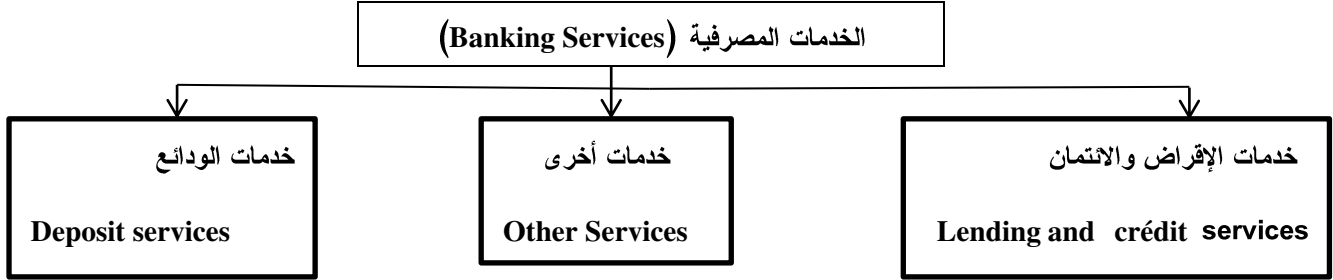 الخدمات المصرفية (Banking Services)
خدمات الإقراض والائتمان
Lending and crédit services
خدمات أخرى
Other Services
خدمات الودائع
Deposit services